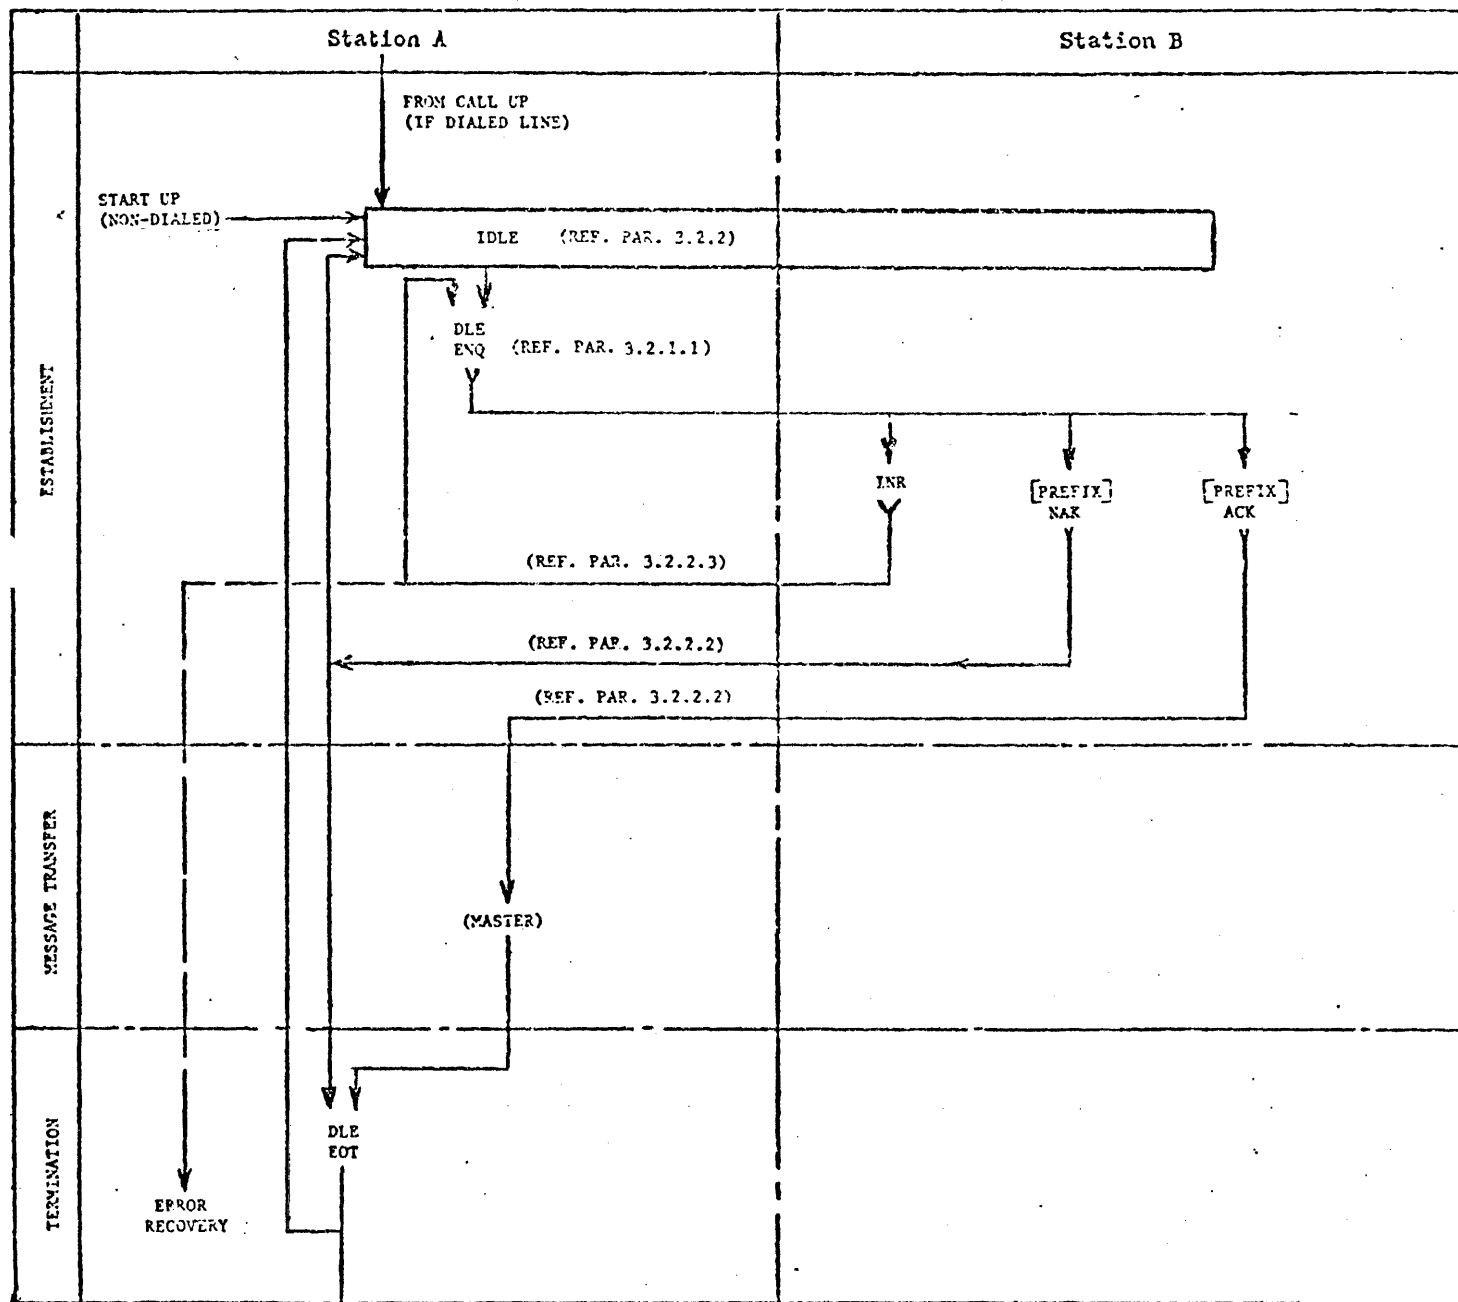 Station A
Station B
FROM CALL UP
(IF DIALED LINE)
START UP
(NON-DIALED)
IDLE (REF. PAR. 3.2.2)
DLE
ENQ (REF. PAR. 3.2.1.1)
ESTABLISHMENT
INR
[PREFIX]
NAK
[PREFIX]
ACK
(REF. PAR. 3.2.2.3)
(REF. PAR. 3.2.2.2)
(REF. PAR. 3.2.2.2)
MESSAGE TRANSFER
(MASTER)
TERMINATION
DLE
EOT
ERROR
RECOVERY